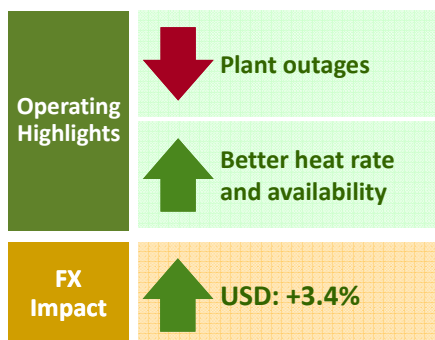 Operating
Highlights
Plant outages
Better heat rate
and availability
FX
Impact
USD: +3.4%